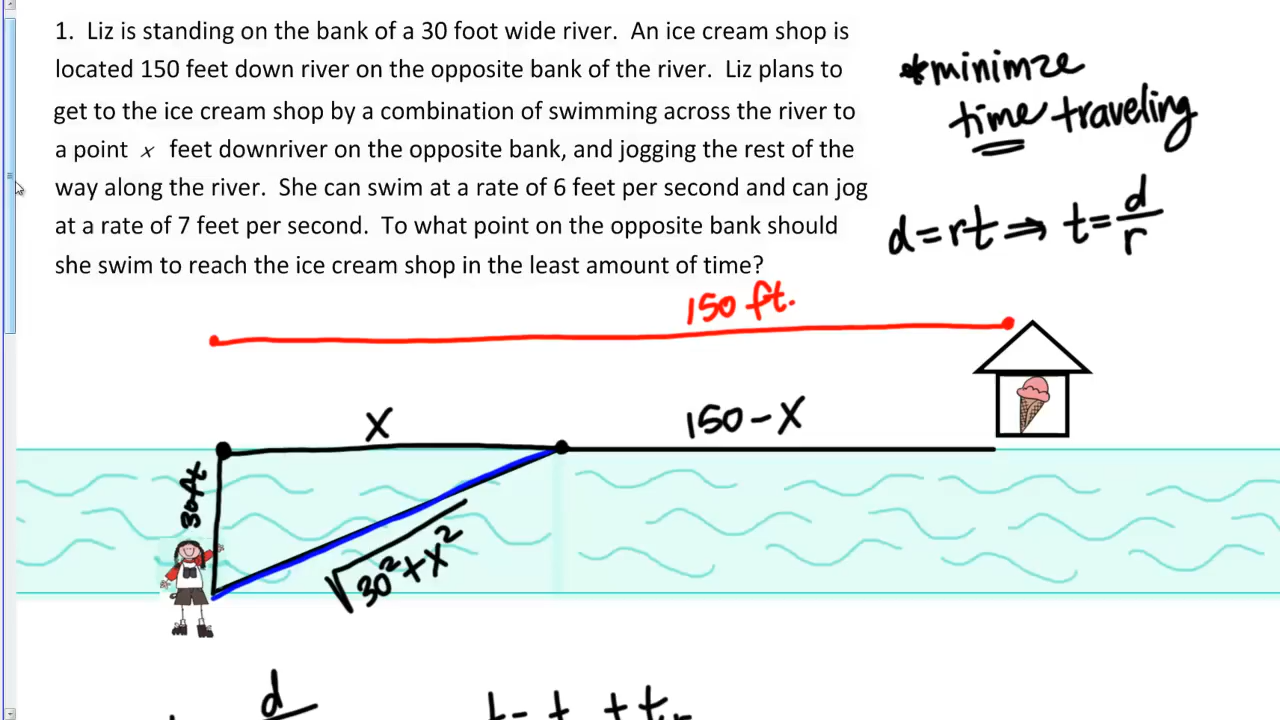 1. Liz is standing on the bank of a 30 foot wide river. An ice cream shop is
located 150 feet down river on the opposite bank of the river. Liz plans to
get to the ice cream shop by a combination of swimming across the river to
a point x feet downriver on the opposite bank, and jogging the rest of the
way along the river. She can swim at a rate of 6 feet per second and can jog
at a rate of 7 feet per second. To what point on the opposite bank should
she swim to reach the ice cream shop in the least amount of time?
*minimze
time traveling
d=rt⇒ t=d/r
150 ft.
x
150-x
30ft
√30²+x²
d
t= t + t